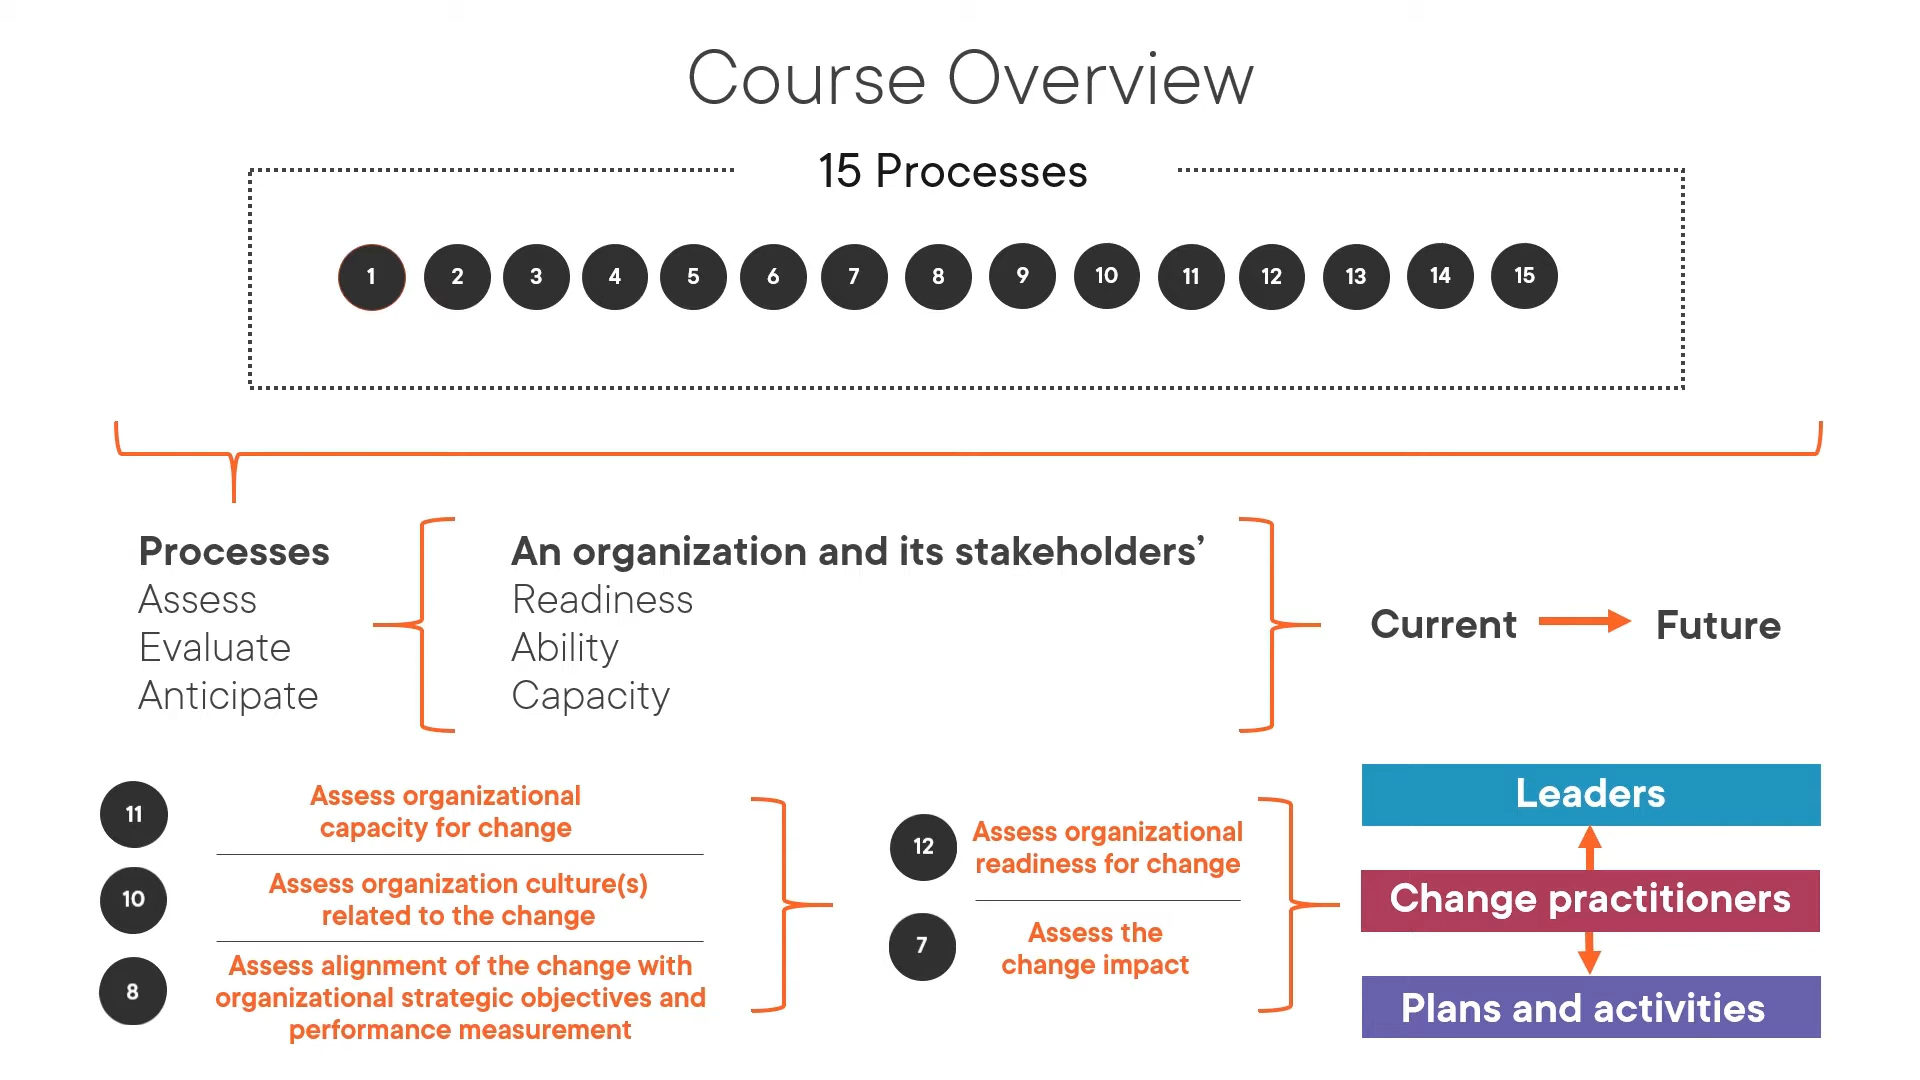 Course Overview
15 Processes
1 2 3 4 5 6 7 8 9 10 11 12 13 14 15
Processes
Assess
Evaluate
Anticipate
An organization and its stakeholders’
Readiness
Ability
Capacity
Current
Future
11
Assess organizational
capacity for change
10
Assess organization culture(s)
related to the change
8
Assess alignment of the change with
organizational strategic objectives and
performance measurement
12
Assess organizational
readiness for change
7
Assess the
change impact
Leaders
Change practitioners
Plans and activities